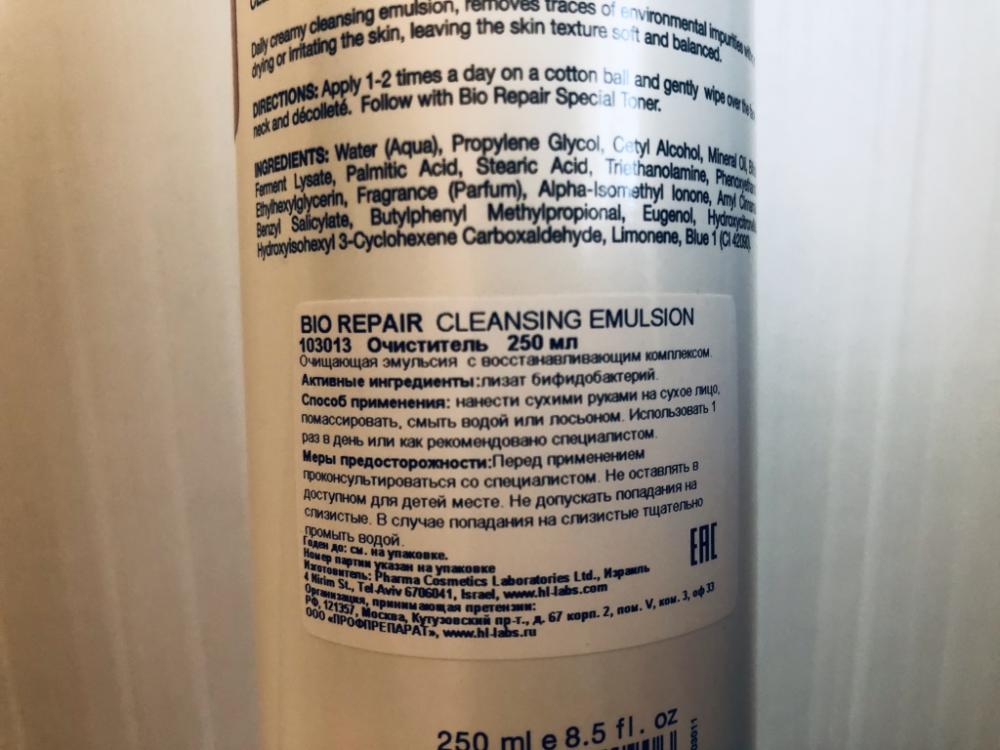 Daily creamy cleansing emulsion, removes traces of environmental impurities
drying or irritating the skin, leaving the skin texture soft and balanced.
DIRECTIONS: Apply 1-2 times a day on a cotton ball and gently wipe over the
neck and décolleté. Follow with Bio Repair Special Toner.
INGREDIENTS: Water (Aqua), Propylene Glycol, Cetyl Alcohol, Mineral Oil,
Ferment Lysate, Palmitic Acid, Stearic Acid, Triethanolamine,
Ethylhexylglycerin, Fragrance (Parfum), Alpha-Isomethyl Ionone, Amyl
Benzyl Salicylate, Butylphenyl Methylpropional, Eugenol,
Hydroxyisohexyl 3-Cyclohexene Carboxaldehyde, Limonene, Blue 1 (CI 42090)
BIO REPAIR CLEANSING EMULSION
103013 Очиститель 250 мл
Очищающая эмульсия с восстанавливающим комплексом.
Активные ингредиенты:лизат бифидобактерий.
Способ применения: нанести сухими руками на сухое лицо,
помассировать, смыть водой или лосьоном. Использовать 1
раз в день или как рекомендовано специалистом.
Меры предосторожности:Перед применением
проконсультироваться со специалистом. Не оставлять в
доступном для детей месте. Не допускать попадания на
слизистые. В случае попадания на слизистые тщательно
промыть водой.
Годен до: см. на упаковке.
Номер партии указан на упаковке
Изготовитель: Pharma Cosmetics Laboratories Ltd., Израиль
4 Nirim St., Tel-Aviv 6706041, Israel, www.hl-labs.com
Организация, принимающая претензии:
РФ, 121357, Москва, Кутузовский пр-т., д. 67 корп. 2, пом. V, ком. 3, оф 33
ООО «ПРОФПРЕПАРАТ», www.hl-labs.ru
EAC
250 ml e 8.5 fl. oz